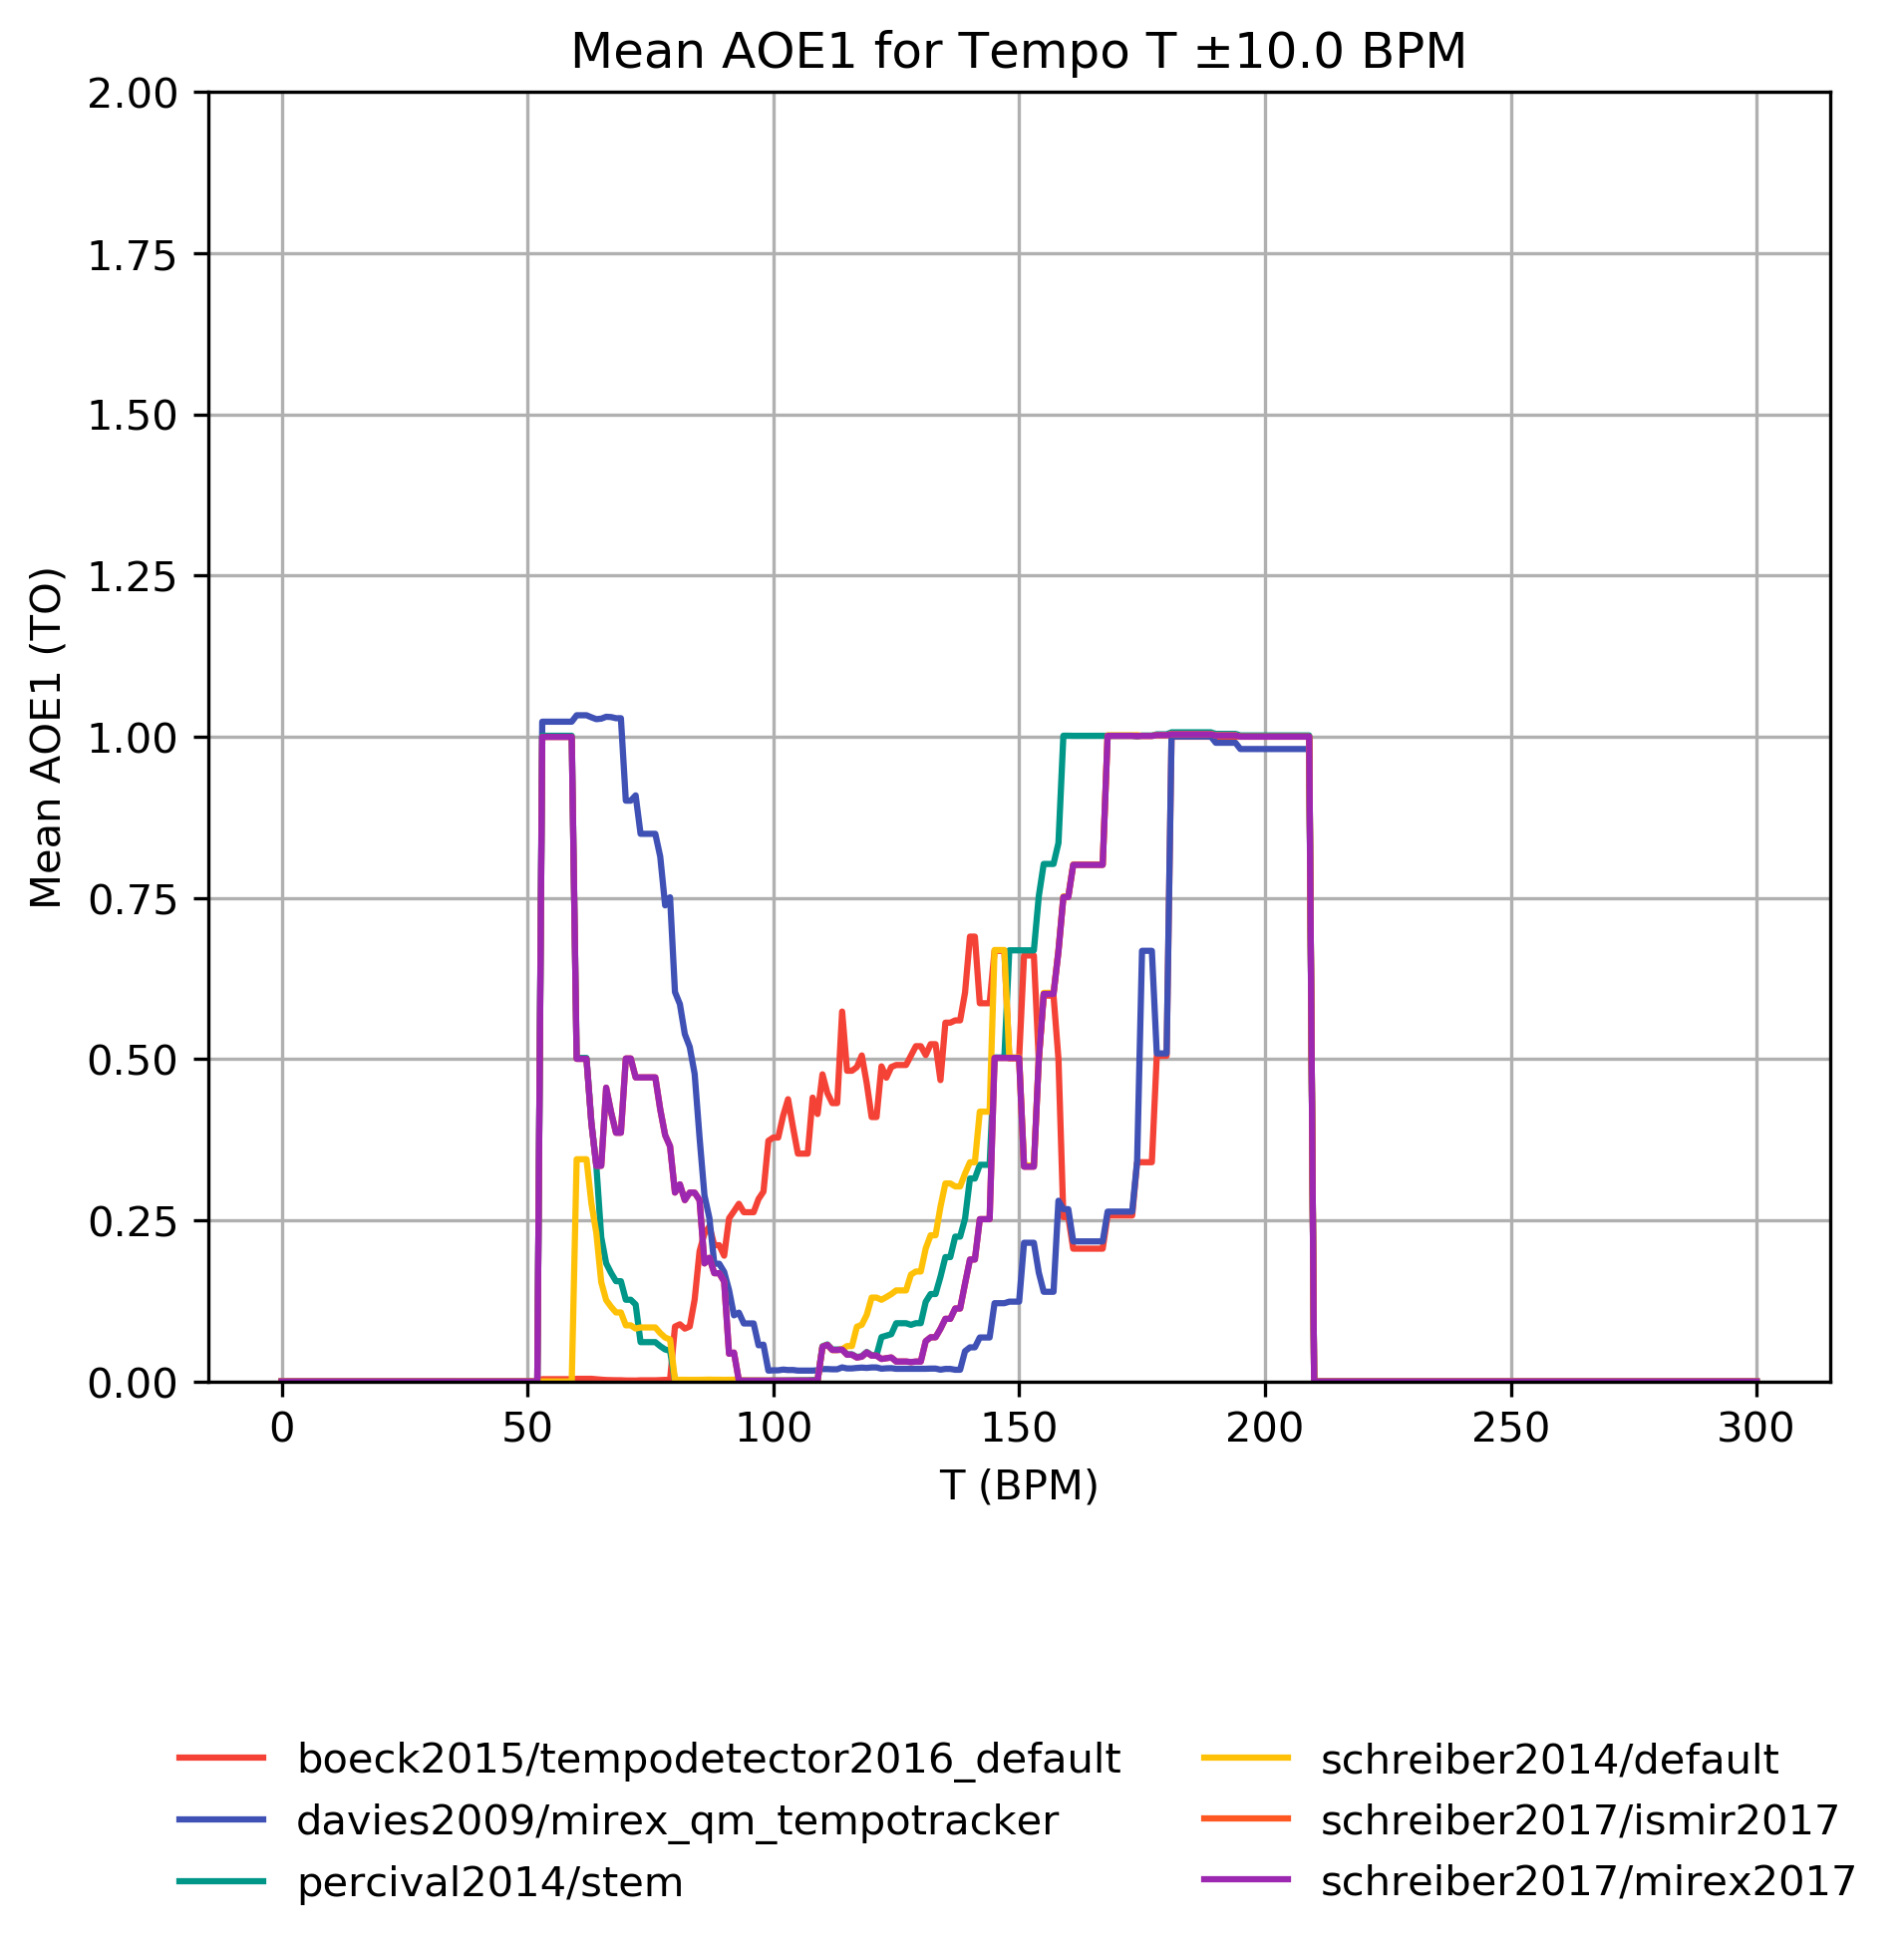 Mean AOE1 for Tempo T ±10.0 BPM
2.00
1.75
1.50
1.25
1.00
0.75
0.50
0.25
0.00
Mean AOE1 (TO)
0 50 100 150 200 250 300
T (BPM)
boeck2015/tempodetector2016_default
davies2009/mirex_qm_tempotracker
percival2014/stem
schreiber2014/default
schreiber2017/ismir2017
schreiber2017/mirex2017